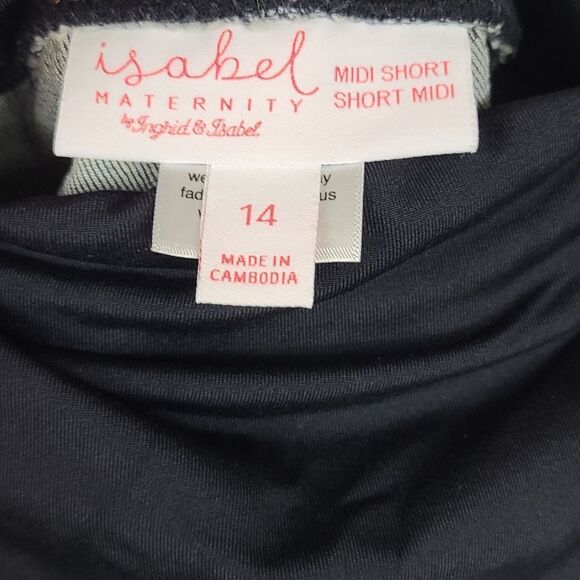 isabel
MATERNITY
by Ingrid & Isabel
MIDI SHORT
SHORT MIDI
14
MADE IN
CAMBODIA